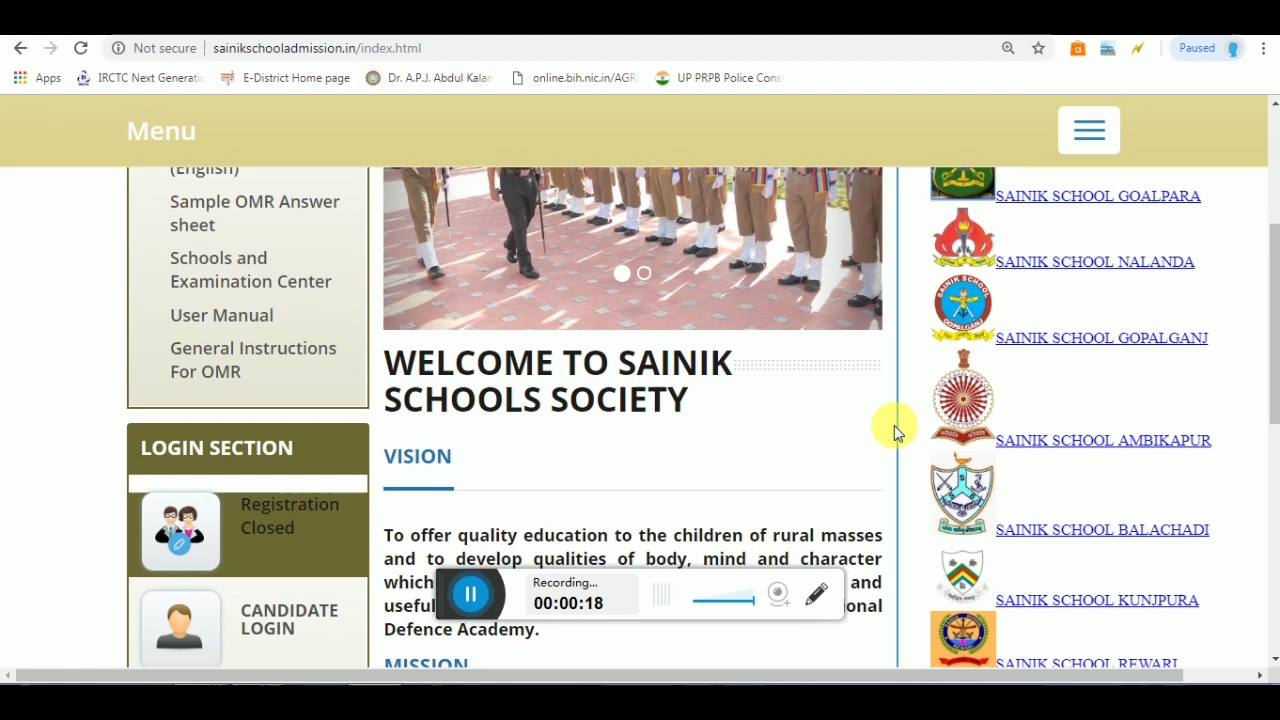 Not secure
sainikschooladmission.in/index.html
Paused
Apps
IRCTC Next Generatio
E-District Home page
Dr. A.P.J. Abdul Kalam
online.bih.nic.in/AGRI
UP PRPB Police Cons
Menu
(English)
Sample OMR Answer
sheet
Schools and
Examination Center
User Manual
General Instructions
For OMR
LOGIN SECTION
Registration
Closed
CANDIDATE
LOGIN
WELCOME TO SAINIK
SCHOOLS SOCIETY
VISION
To offer quality education to the children of rural masses
and to develop qualities of body, mind and character
which and
usefu ional
Defence Academy.
MISSION
Recording...
00:00:18
SAINIK SCHOOL GOALPARA
SAINIK SCHOOL NALANDA
SAINIK SCHOOL GOPALGANJ
SAINIK SCHOOL AMBIKAPUR
SAINIK SCHOOL BALACHADI
SAINIK SCHOOL KUNJPURA
SAINIK SCHOOL REWARI